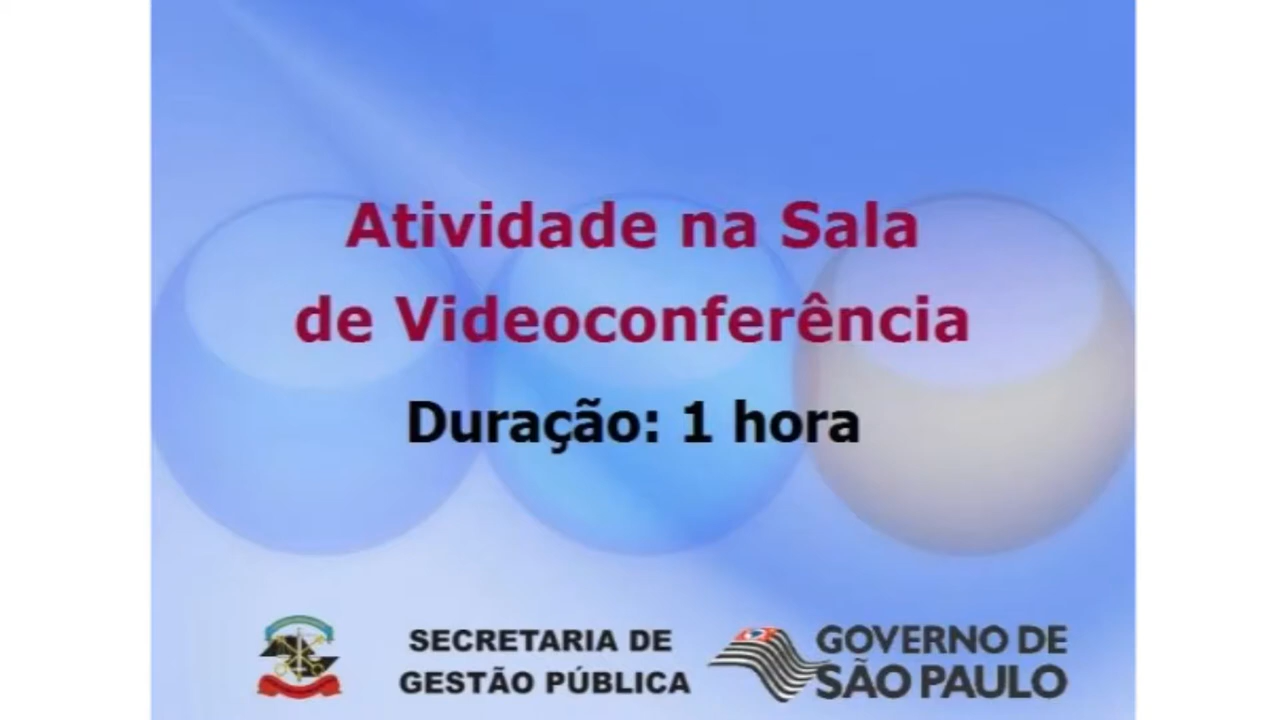 Atividade na Sala
de Videoconferência
Duração: 1 hora
SECRETARIA DE
GESTÃO PÚBLICA
GOVERNO DE
SÃO PAULO